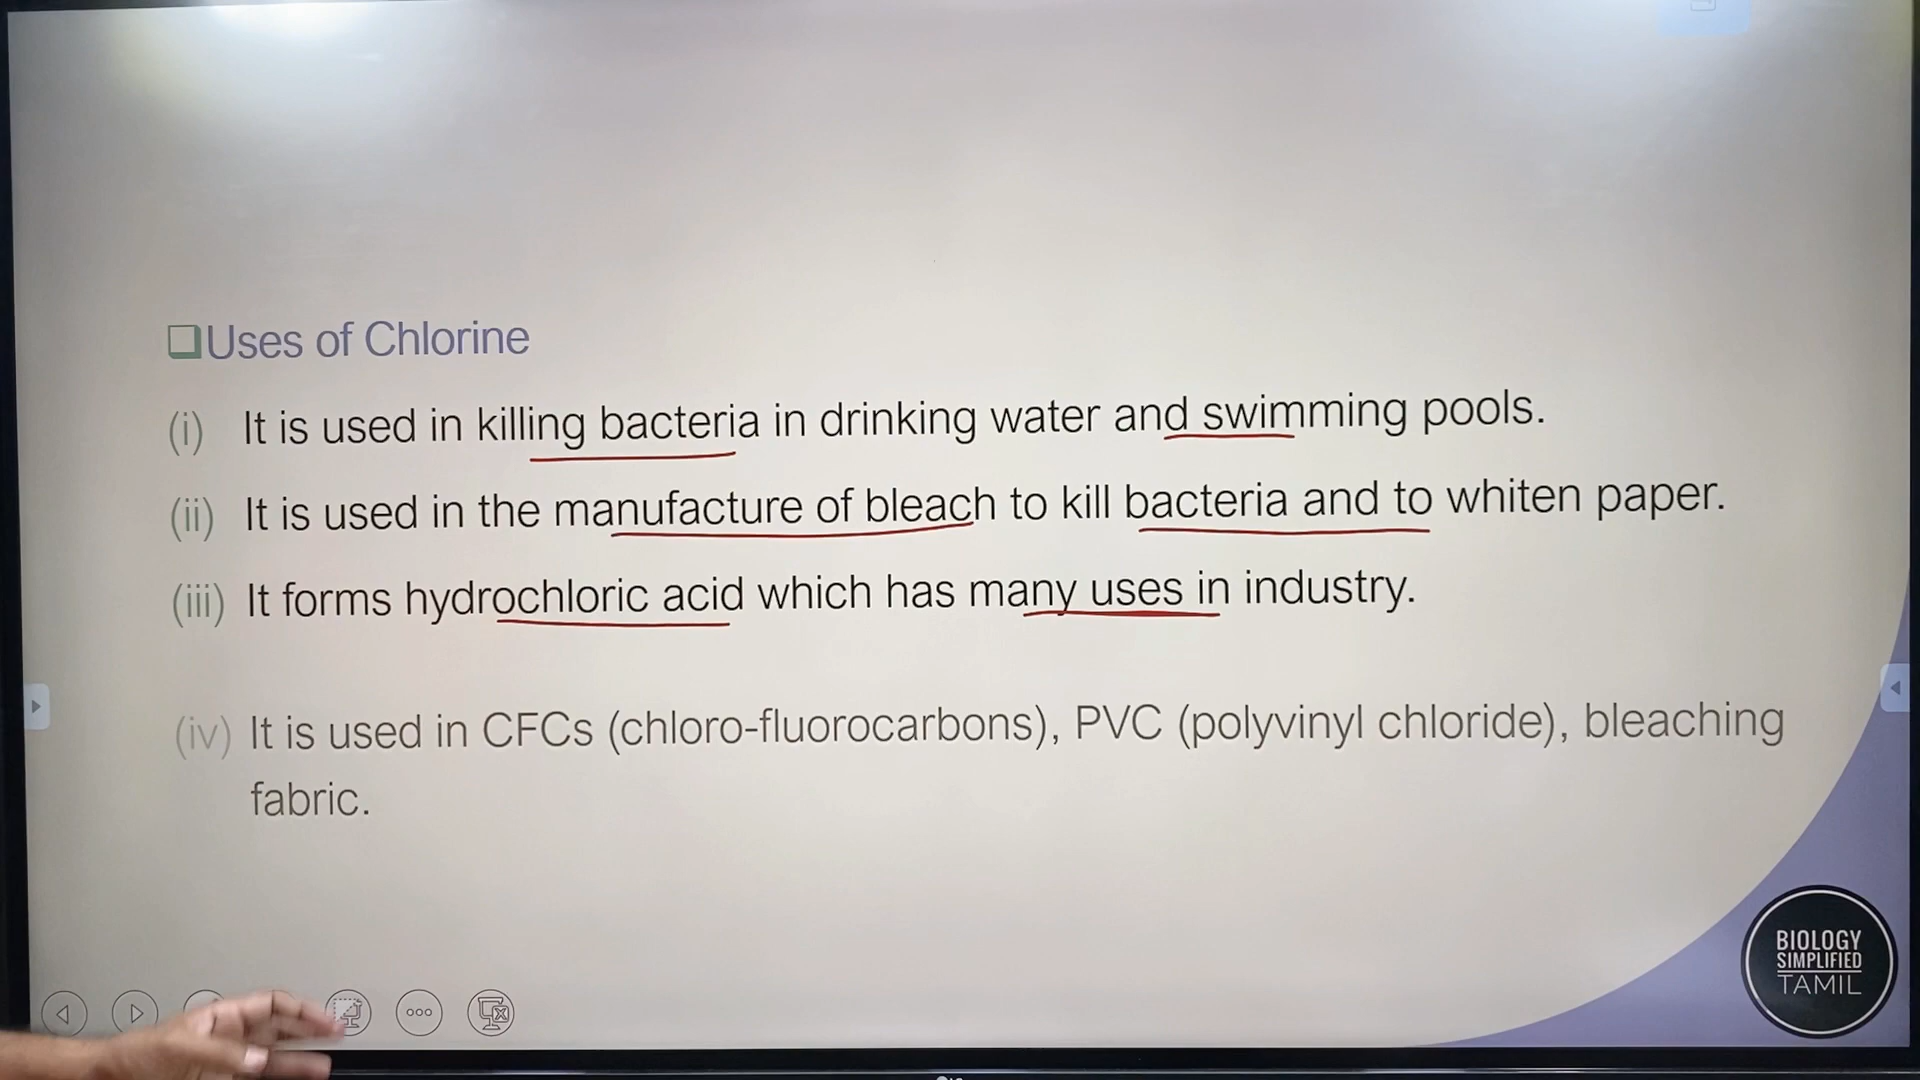 Uses of Chlorine
(i) It is used in killing bacteria in drinking water and swimming pools.
(ii) It is used in the manufacture of bleach to kill bacteria and to whiten paper.
(iii) It forms hydrochloric acid which has many uses in industry.
(iv) It is used in CFCs (chloro-fluorocarbons), PVC (polyvinyl chloride), bleaching
fabric.
BIOLOGY
SIMPLIFIED
TAMIL